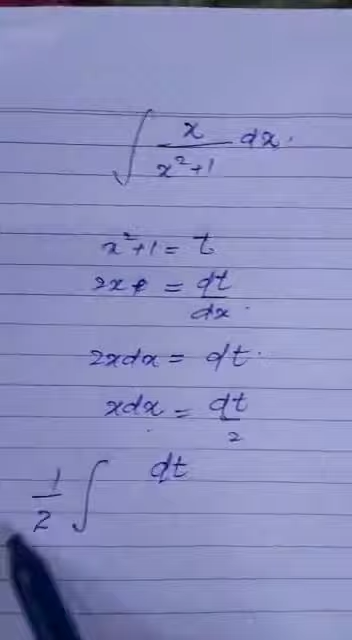 ∫ x/(x²+1) dx.
x²+1 = t
2x = dt/dx.
2xdx = dt.
xdx = dt/2
1/2 ∫ dt